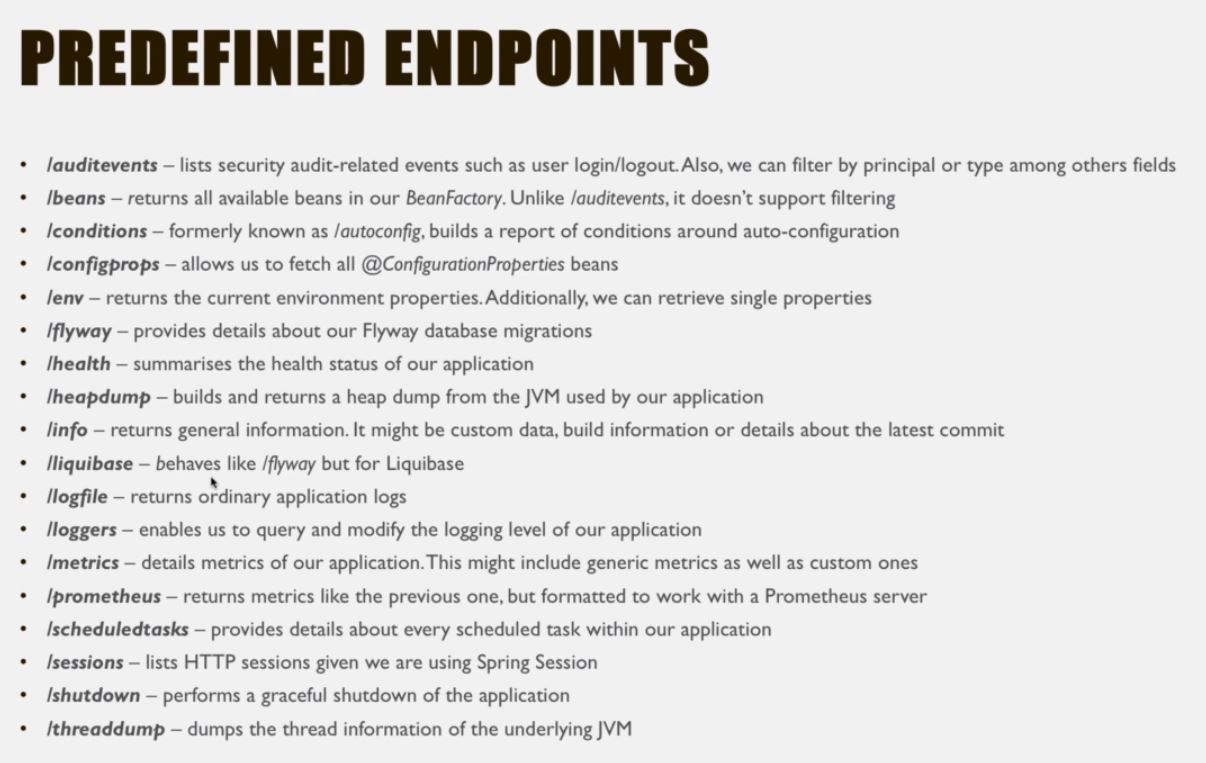 PREDEFINED ENDPOINTS
• /auditevents – lists security audit-related events such as user login/logout. Also, we can filter by principal or type among others fields
• /beans – returns all available beans in our BeanFactory. Unlike /auditevents, it doesn’t support filtering
• /conditions – formerly known as /autoconfig, builds a report of conditions around auto-configuration
• /configprops – allows us to fetch all @ConfigurationProperties beans
• /env – returns the current environment properties. Additionally, we can retrieve single properties
• /flyway – provides details about our Flyway database migrations
• /health – summarises the health status of our application
• /heapdump – builds and returns a heap dump from the JVM used by our application
• /info – returns general information. It might be custom data, build information or details about the latest commit
• /liquibase – behaves like /flyway but for Liquibase
• /logfile – returns ordinary application logs
• /loggers – enables us to query and modify the logging level of our application
• /metrics – details metrics of our application. This might include generic metrics as well as custom ones
• /prometheus – returns metrics like the previous one, but formatted to work with a Prometheus server
• /scheduledtasks – provides details about every scheduled task within our application
• /sessions – lists HTTP sessions given we are using Spring Session
• /shutdown – performs a graceful shutdown of the application
• /threaddump – dumps the thread information of the underlying JVM